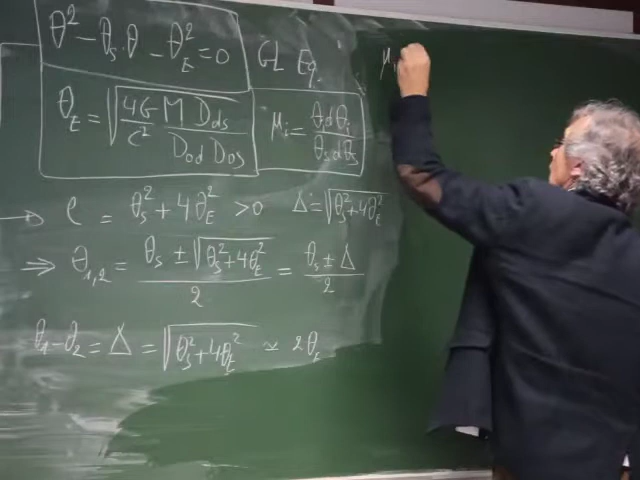 θ² - θ_s·θ - θ_E² = 0   GL Eq.   μ
θ_E = √(4G/c² M D_ds/(D_od D_os))   μ_i = θ_i dθ_i/(θ_s dθ_s)
→ ℓ = θ_s² + 4θ_E² > 0   Δ = √(θ_s² + 4θ_E²)
⇒ θ_1,2 = (θ_s ± √(θ_s² + 4θ_E²))/2 = (θ_s ± Δ)/2
θ_1 - θ_2 = Δ = √(θ_s² + 4θ_E²) ≃ 2θ_E